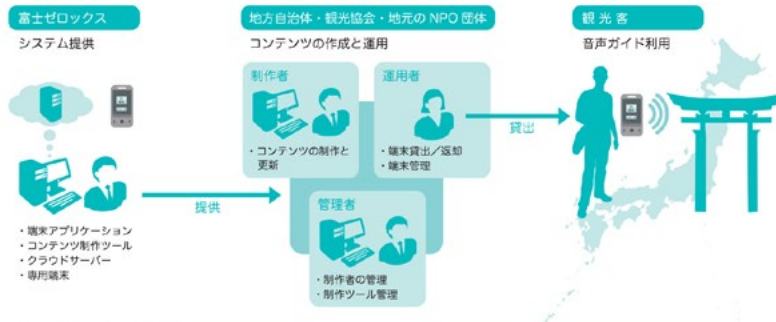 富士ゼロックス
システム提供
・端末アプリケーション
・コンテンツ制作ツール
・クラウドサーバー
・専用端末
提供
地方自治体・観光協会・地元の NPO 団体
コンテンツの作成と運用
制作者
・コンテンツの制作と
更新
運用者
・端末貸出／返却
・端末管理
管理者
・制作者の管理
・制作ツール管理
貸出
観 光 客
音声ガイド利用